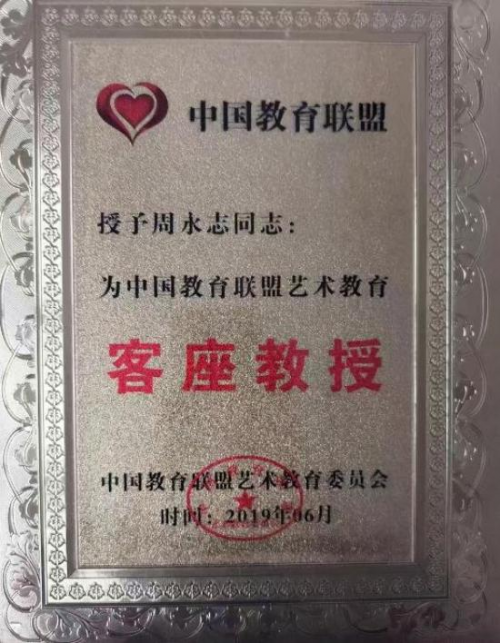 中国教育联盟
授予周永志同志：
为中国教育联盟艺术教育
客座教授
中国教育联盟艺术教育委员会
时间：2019年06月